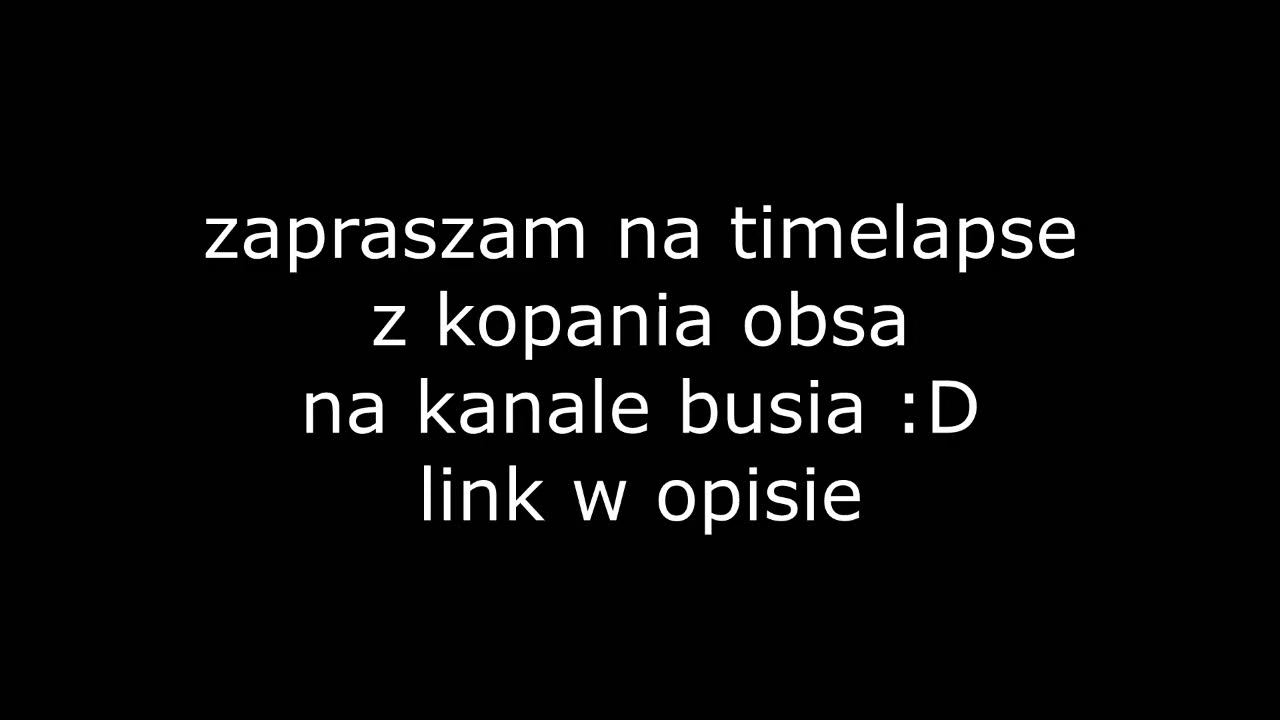 zapraszam na timelapse
z kopania obsa
na kanale busia :D
link w opisie